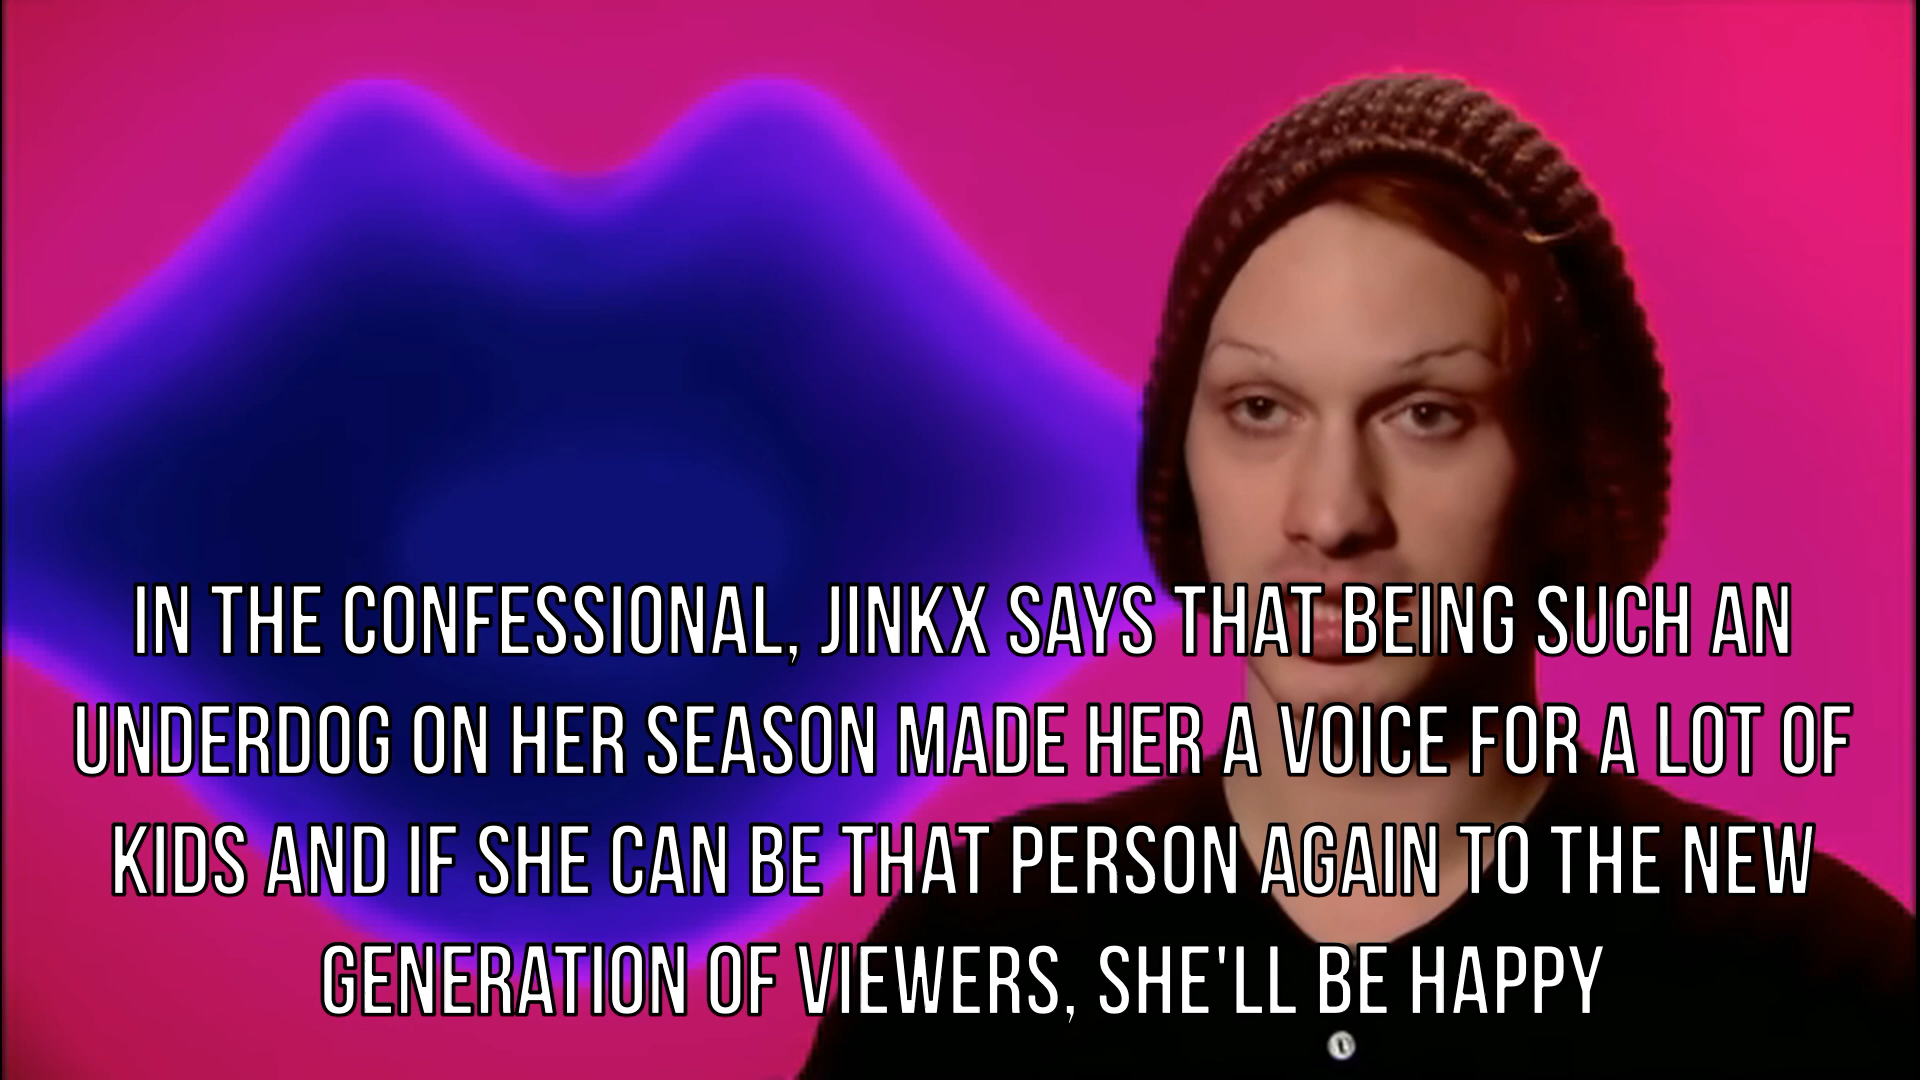 IN THE CONFESSIONAL, JINKX SAYS THAT BEING SUCH AN
UNDERDOG ON HER SEASON MADE HER A VOICE FOR A LOT OF
KIDS AND IF SHE CAN BE THAT PERSON AGAIN TO THE NEW
GENERATION OF VIEWERS, SHE'LL BE HAPPY